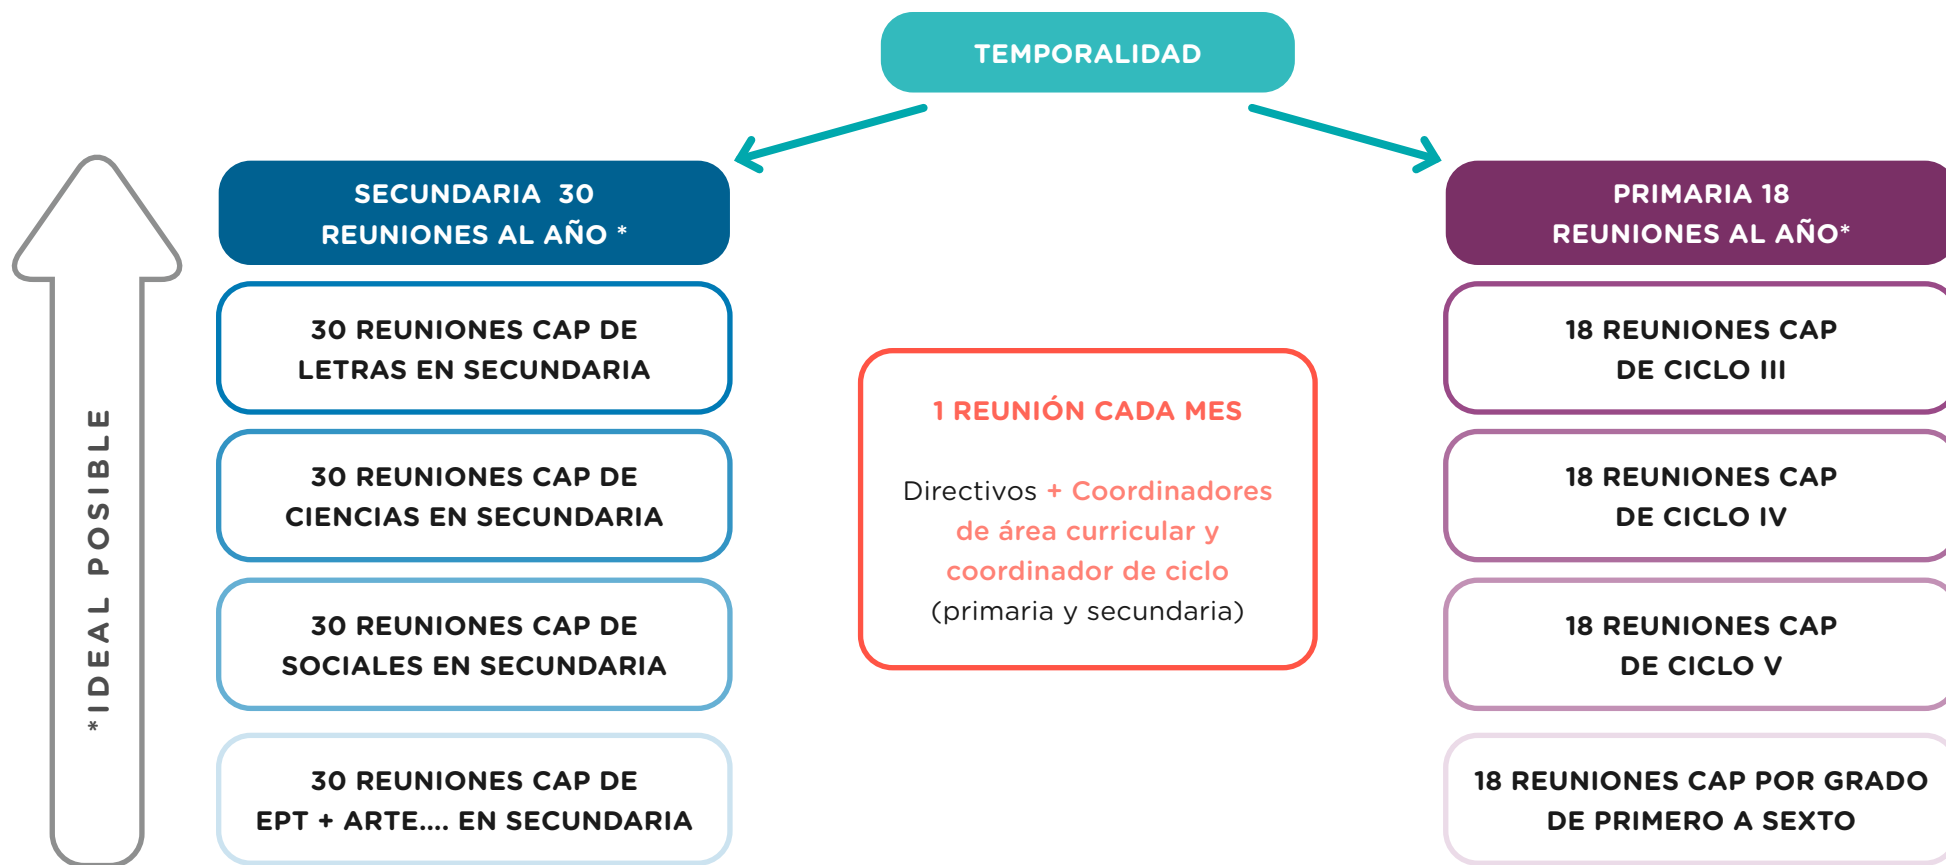 TEMPORALIDAD
*IDEAL POSIBLE
SECUNDARIA 30
REUNIONES AL AÑO *
30 REUNIONES CAP DE
LETRAS EN SECUNDARIA
30 REUNIONES CAP DE
CIENCIAS EN SECUNDARIA
30 REUNIONES CAP DE
SOCIALES EN SECUNDARIA
30 REUNIONES CAP DE
EPT + ARTE.... EN SECUNDARIA
1 REUNIÓN CADA MES
Directivos + Coordinadores
de área curricular y
coordinador de ciclo
(primaria y secundaria)
PRIMARIA 18
REUNIONES AL AÑO*
18 REUNIONES CAP
DE CICLO III
18 REUNIONES CAP
DE CICLO IV
18 REUNIONES CAP
DE CICLO V
18 REUNIONES CAP POR GRADO
DE PRIMERO A SEXTO